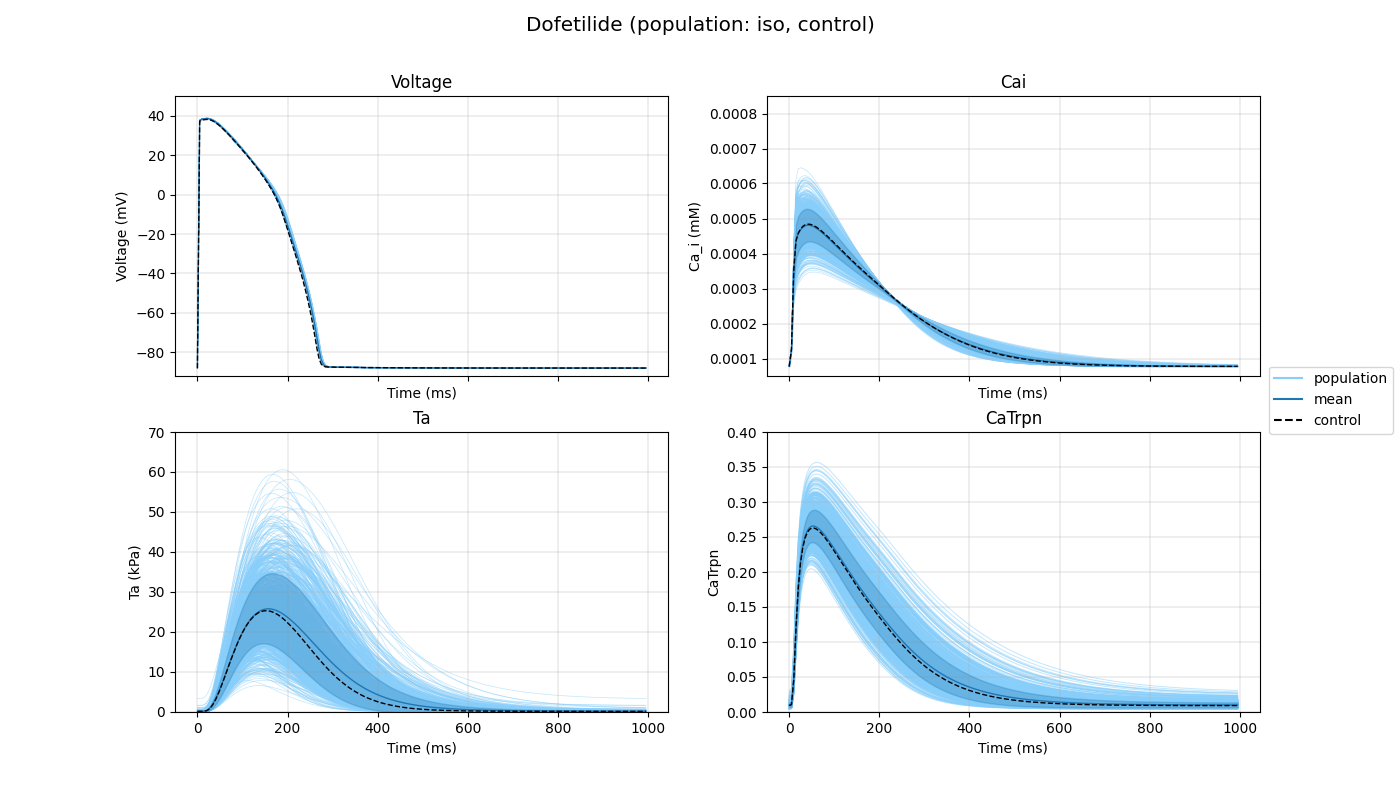 Dofetilide (population: iso, control)
Voltage
Voltage (mV)
40
20
0
−20
−40
−60
−80
Time (ms)
Cai
Ca_i (mM)
0.0008
0.0007
0.0006
0.0005
0.0004
0.0003
0.0002
0.0001
Time (ms)
population
mean
control
Ta
Ta (kPa)
70
60
50
40
30
20
10
0
0 200 400 600 800 1000
Time (ms)
CaTrpn
CaTrpn
0.40
0.35
0.30
0.25
0.20
0.15
0.10
0.05
0.00
0 200 400 600 800 1000
Time (ms)